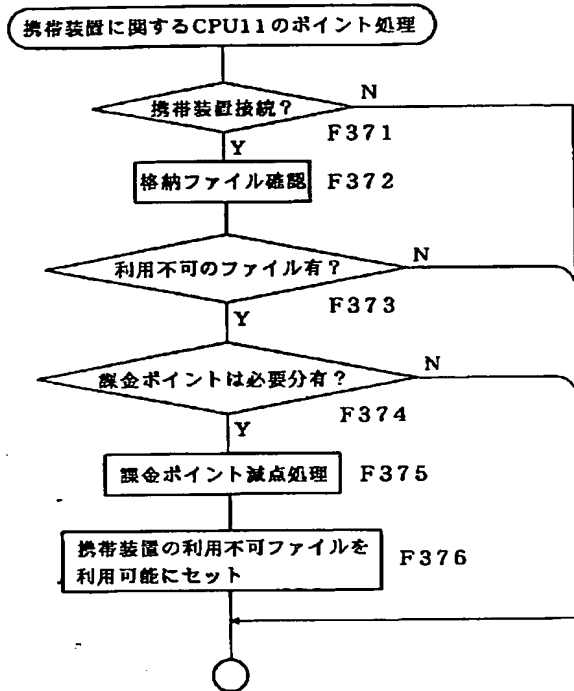 携帯装置に関するCPU11のポイント処理
携帯装置接続？
N
F371
Y
格納ファイル確認
F372
利用不可のファイル有？
N
F373
Y
課金ポイントは必要分有？
N
F374
Y
課金ポイント減点処理
F375
携帯装置の利用不可ファイルを
利用可能にセット
F376